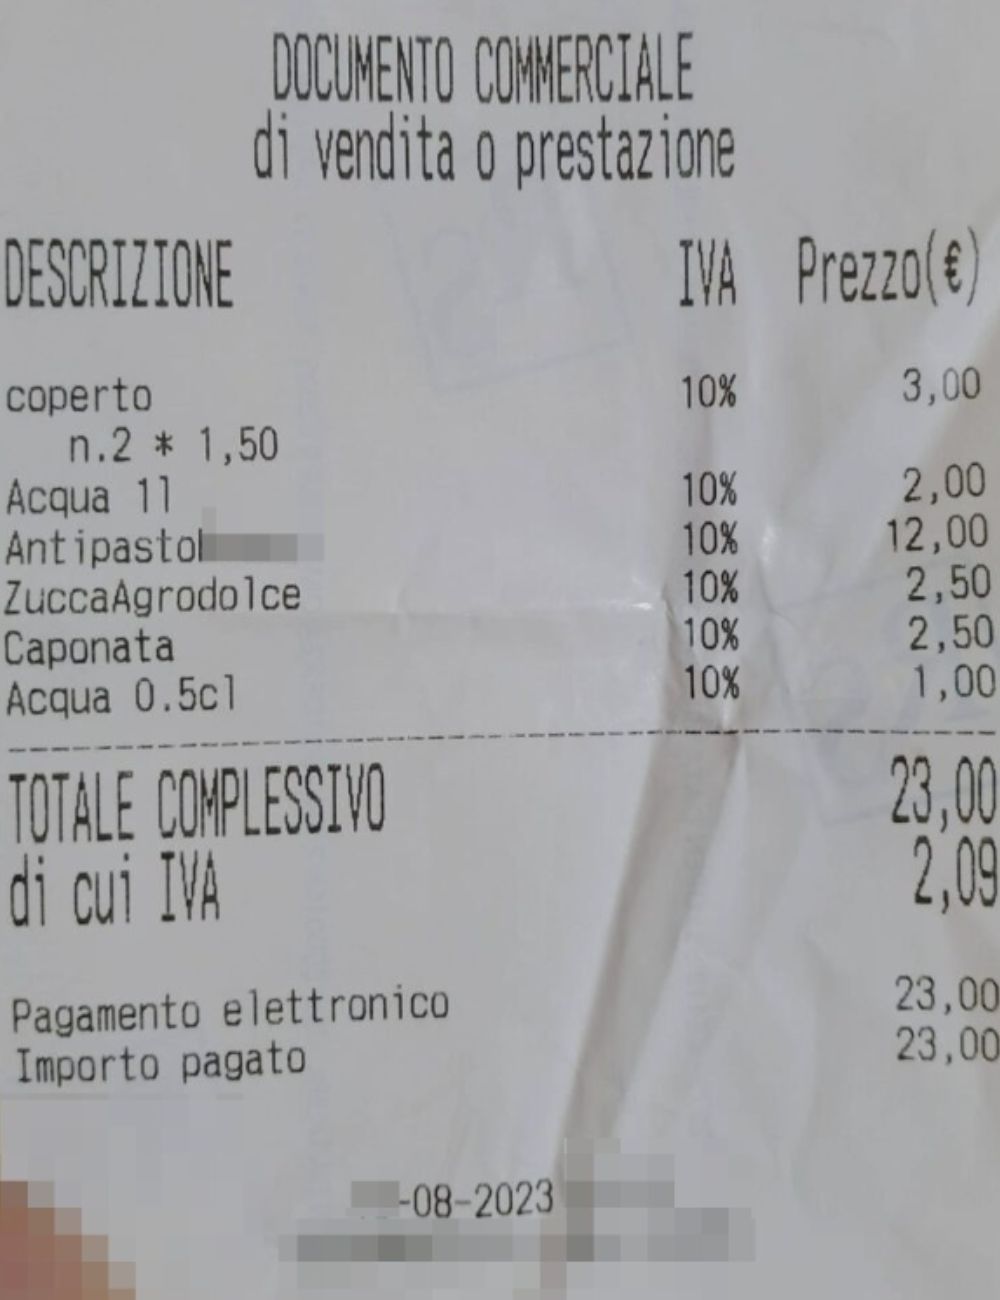 DOCUMENTO COMMERCIALE
di vendita o prestazione
DESCRIZIONE IVA Prezzo(€)
coperto 10% 3,00
n.2 * 1,50
Acqua 1l 10% 2,00
Antipasto 10% 12,00
ZuccaAgrodolce 10% 2,50
Caponata 10% 2,50
Acqua 0.5cl 10% 1,00
TOTALE COMPLESSIVO 23,00
di cui IVA 2,09
Pagamento elettronico 23,00
Importo pagato 23,00
-08-2023